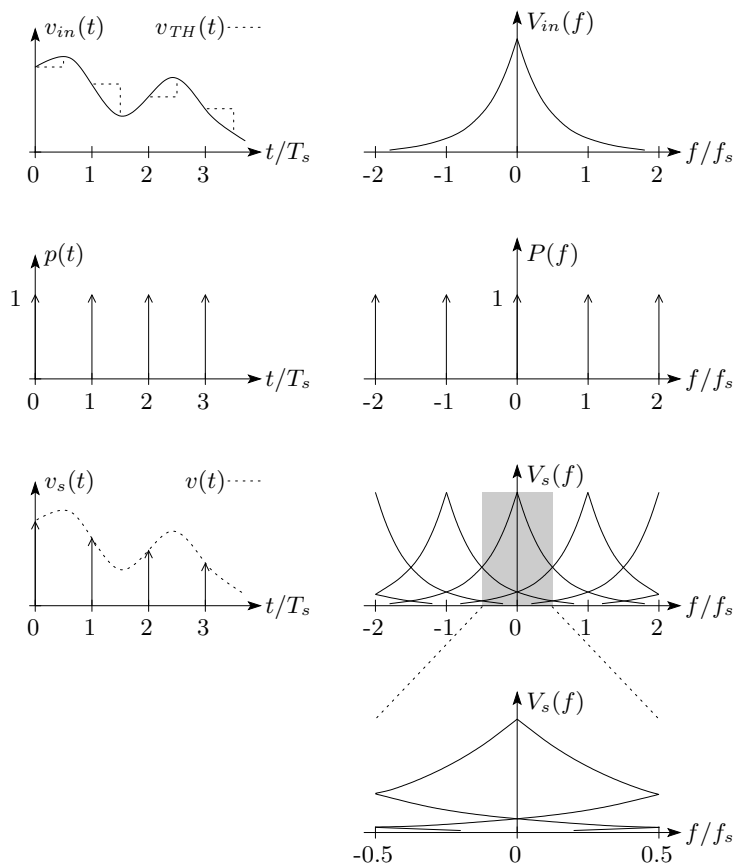 v_in(t) v_TH(t)
t/T_s
0 1 2 3
V_in(f)
f/f_s
-2 -1 0 1 2
p(t)
1
t/T_s
0 1 2 3
P(f)
1
f/f_s
-2 -1 0 1 2
v_s(t) v(t)
t/T_s
0 1 2 3
V_s(f)
f/f_s
-2 -1 0 1 2
V_s(f)
f/f_s
-0.5 0 0.5